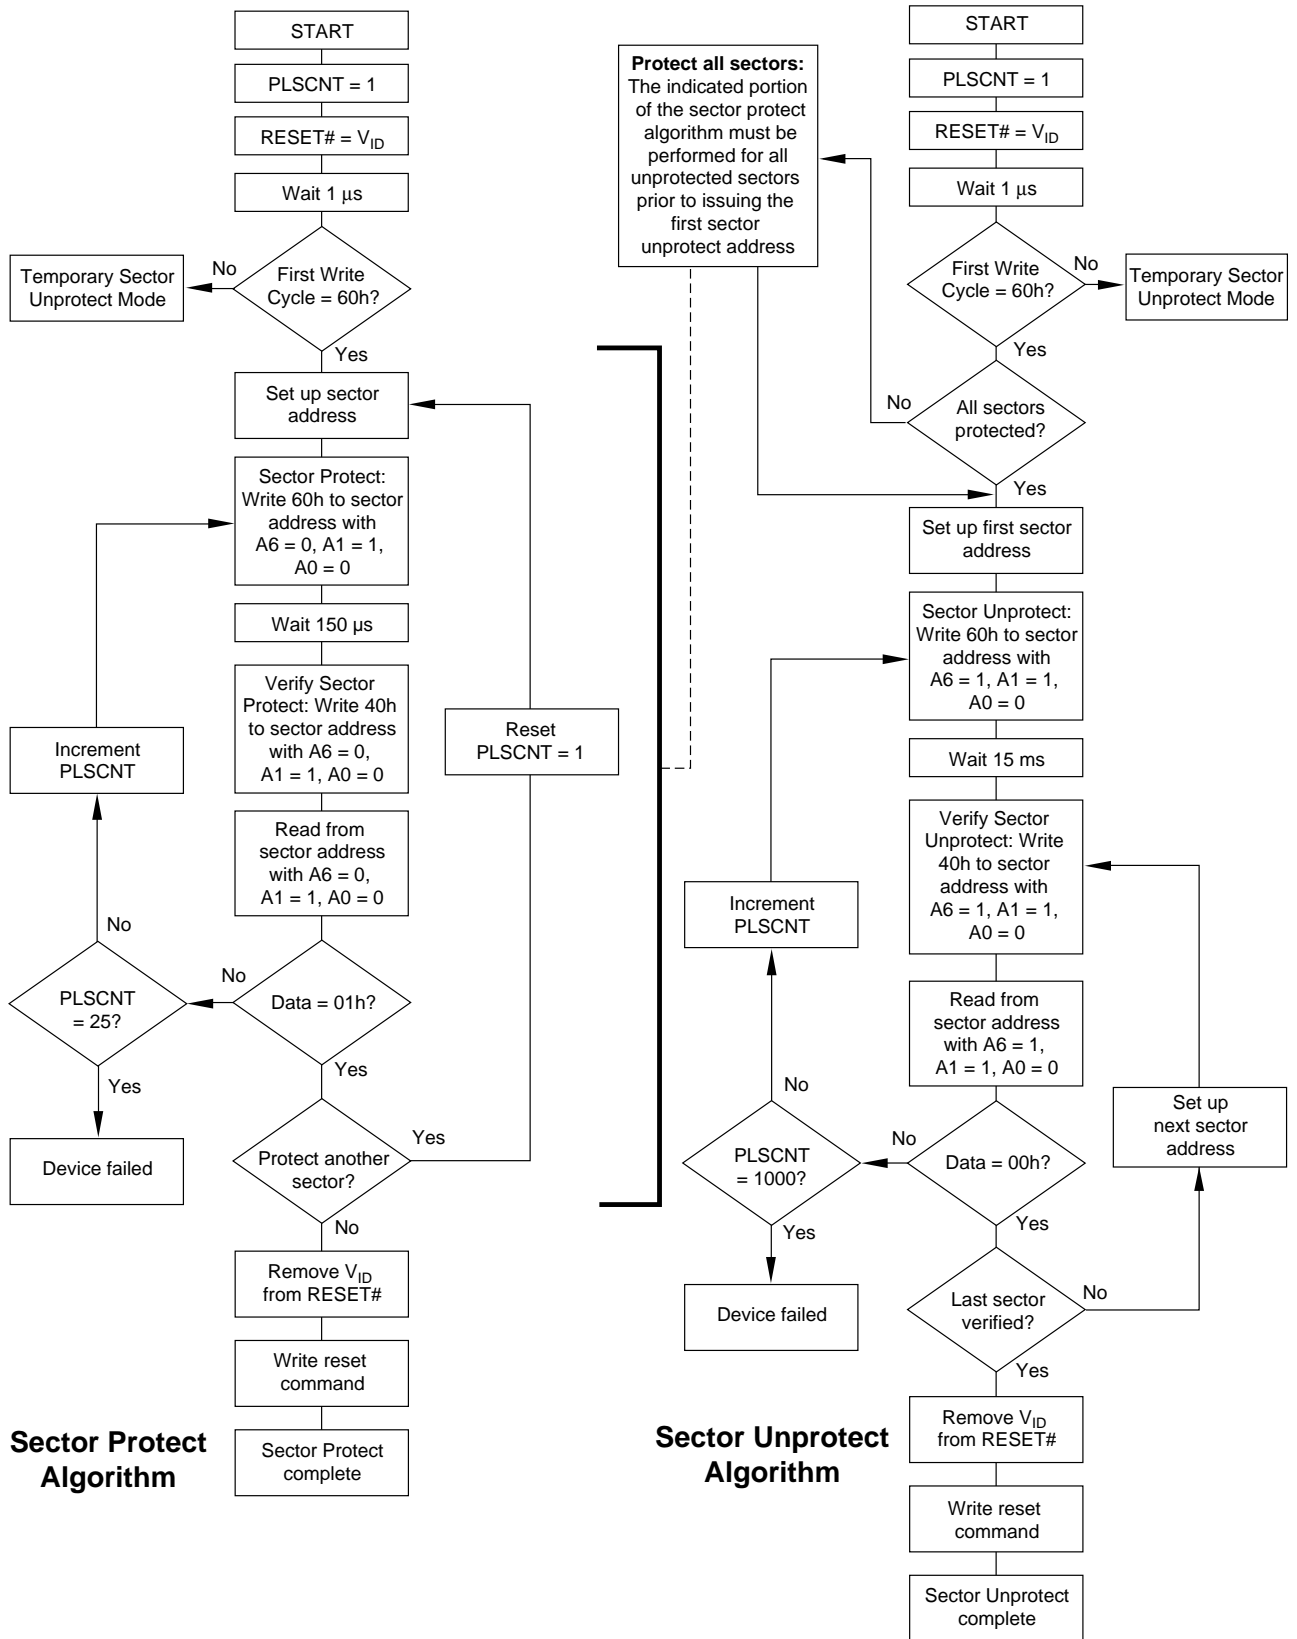 START
PLSCNT = 1
RESET# = VID
Wait 1 μs
First Write
Cycle = 60h?
No
Temporary Sector
Unprotect Mode
Yes
Set up sector
address
Sector Protect:
Write 60h to sector
address with
A6 = 0, A1 = 1,
A0 = 0
Wait 150 μs
Verify Sector
Protect: Write 40h
to sector address
with A6 = 0,
A1 = 1, A0 = 0
Increment
PLSCNT
Reset
PLSCNT = 1
Read from
sector address
with A6 = 0,
A1 = 1, A0 = 0
No
No
PLSCNT
= 25?
Data = 01h?
Yes
Yes
Device failed
Protect another
sector?
Yes
No
Remove VID
from RESET#
Write reset
command
Sector Protect
complete
Sector Protect
Algorithm
Protect all sectors:
The indicated portion
of the sector protect
algorithm must be
performed for all
unprotected sectors
prior to issuing the
first sector
unprotect address
START
PLSCNT = 1
RESET# = VID
Wait 1 μs
First Write
Cycle = 60h?
No
Temporary Sector
Unprotect Mode
Yes
No
All sectors
protected?
Yes
Set up first sector
address
Sector Unprotect:
Write 60h to sector
address with
A6 = 1, A1 = 1,
A0 = 0
Wait 15 ms
Verify Sector
Unprotect: Write
40h to sector
address with
A6 = 1, A1 = 1,
A0 = 0
Increment
PLSCNT
Read from
sector address
with A6 = 1,
A1 = 1, A0 = 0
No
No
PLSCNT
= 1000?
Data = 00h?
Set up
next sector
address
Yes
Yes
Device failed
Last sector
verified?
No
Yes
Remove VID
from RESET#
Write reset
command
Sector Unprotect
complete
Sector Unprotect
Algorithm